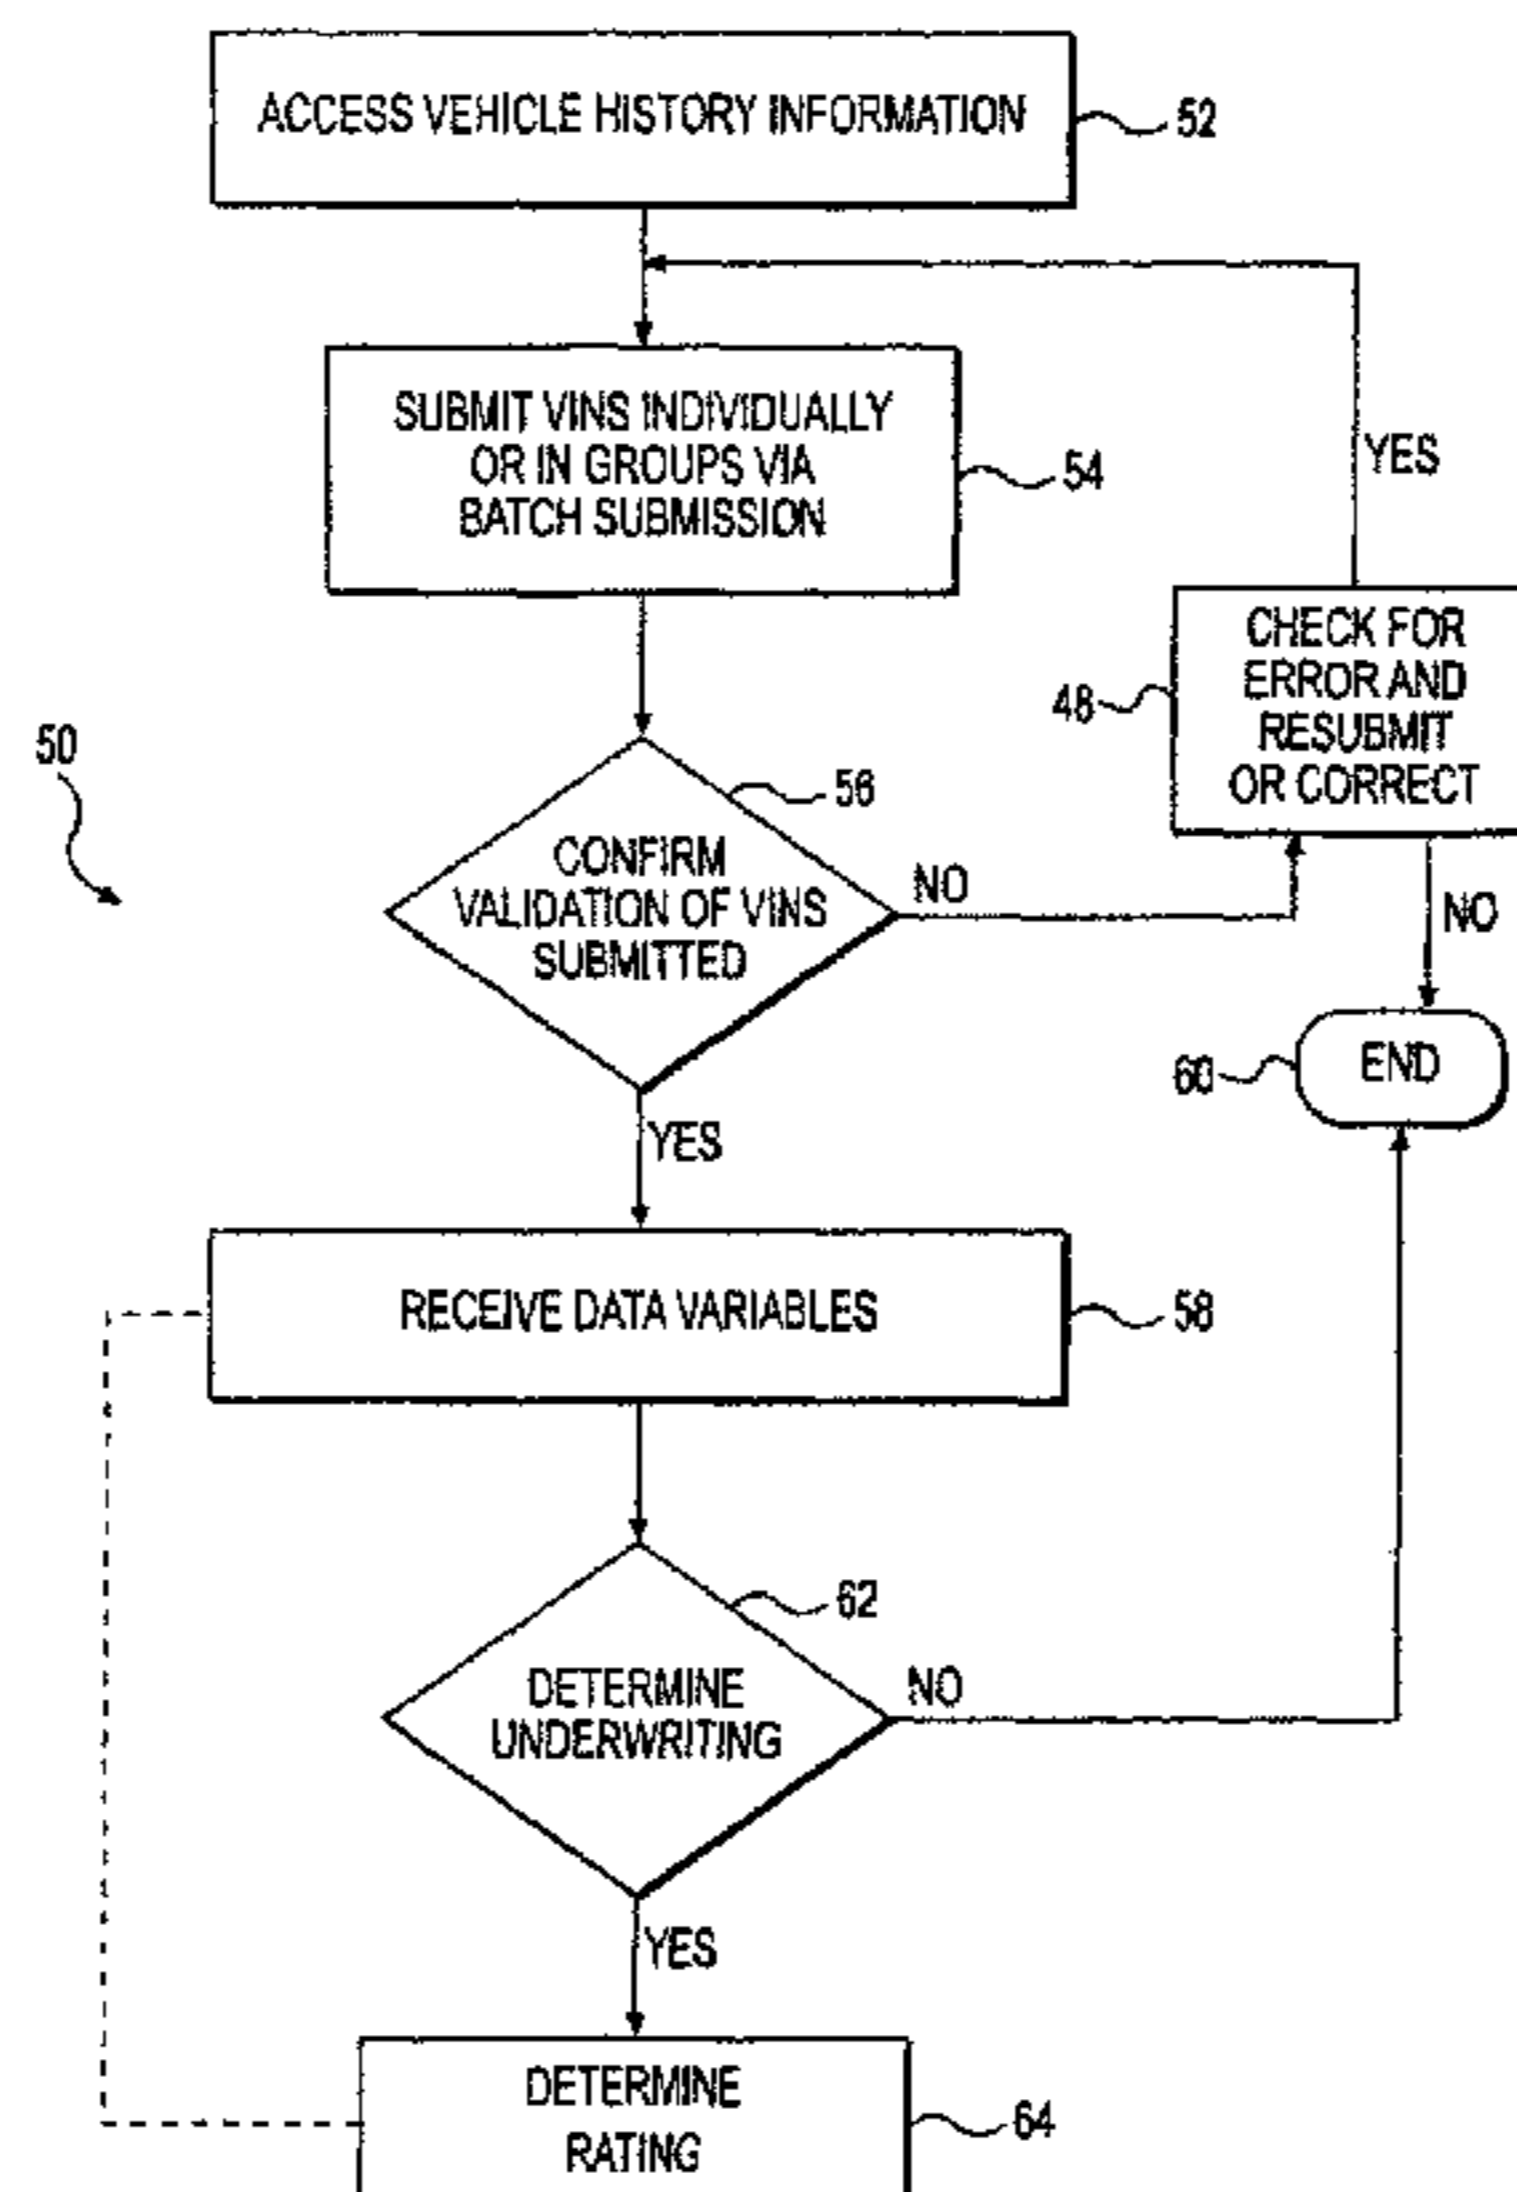 ACCESS VEHICLE HISTORY INFORMATION
52
SUBMIT VINS INDIVIDUALLY
OR IN GROUPS VIA
BATCH SUBMISSION
54
YES
CHECK FOR
ERROR AND
RESUBMIT
OR CORRECT
48
50
56
CONFIRM
VALIDATION OF VINS
SUBMITTED
NO
NO
END
60
YES
RECEIVE DATA VARIABLES
58
62
DETERMINE
UNDERWRITING
NO
YES
DETERMINE
RATING
64